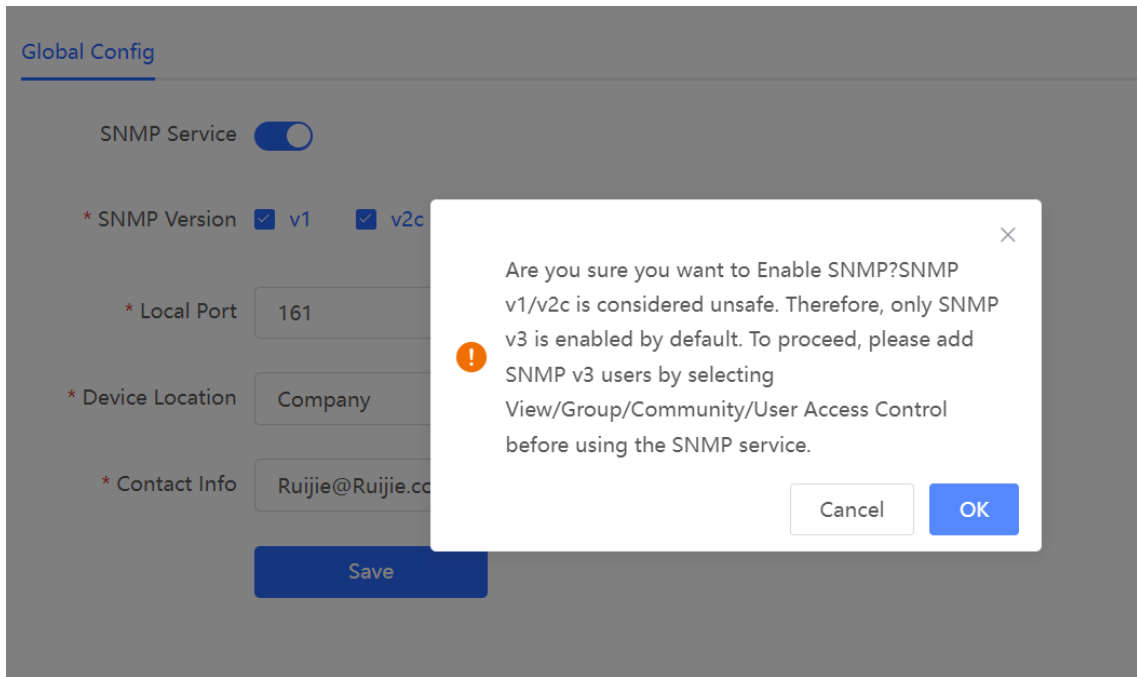 Global Config
SNMP Service
* SNMP Version v1 v2c
* Local Port 161
* Device Location Company
* Contact Info Ruijie@Ruijie.co
Save
Are you sure you want to Enable SNMP?SNMP
v1/v2c is considered unsafe. Therefore, only SNMP
v3 is enabled by default. To proceed, please add
SNMP v3 users by selecting
View/Group/Community/User Access Control
before using the SNMP service.
Cancel OK